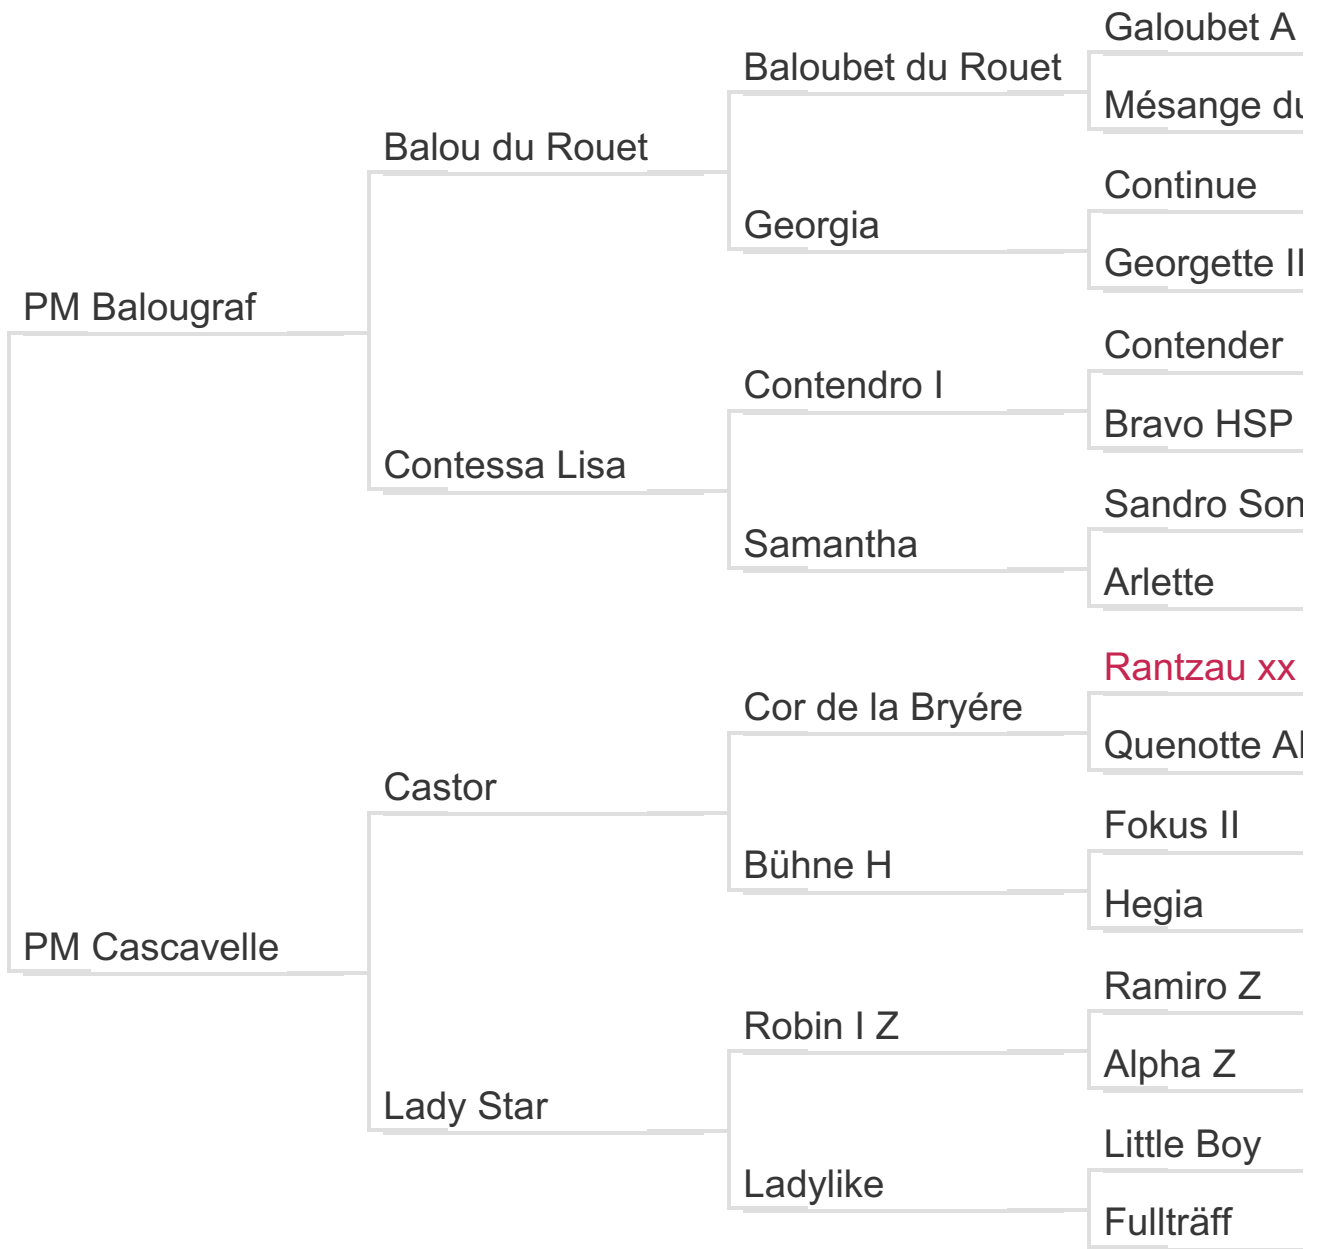 Galoubet A
Baloubet du Rouet
Mésange du
Balou du Rouet
Continue
Georgia
Georgette II
PM Balougraf
Contender
Contendro I
Bravo HSP
Contessa Lisa
Sandro Son
Samantha
Arlette
Rantzau xx
Cor de la Bryére
Quenotte
Castor
Fokus II
Bühne H
Hegia
PM Cascavelle
Ramiro Z
Robin I Z
Alpha Z
Lady Star
Little Boy
Ladylike
Fullträff